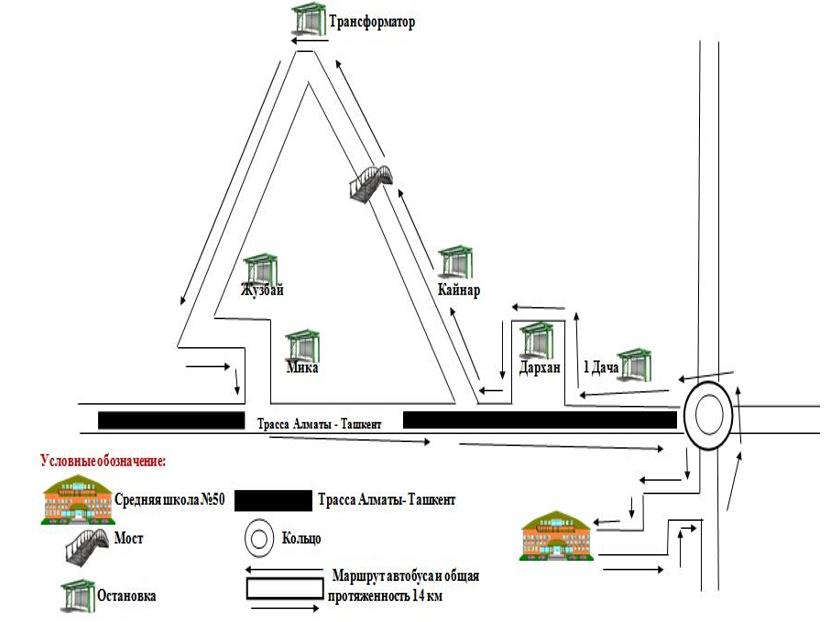 Трансформатор
Жузбай
Кайнар
Мика
Дархан
1 Дача
Трасса Алматы - Ташкент
Условные обозначение:
Средняя школа №50
Трасса Алматы- Ташкент
Мост
Кольцо
Остановка
Маршрут автобуса и общая
протяженность 14 км